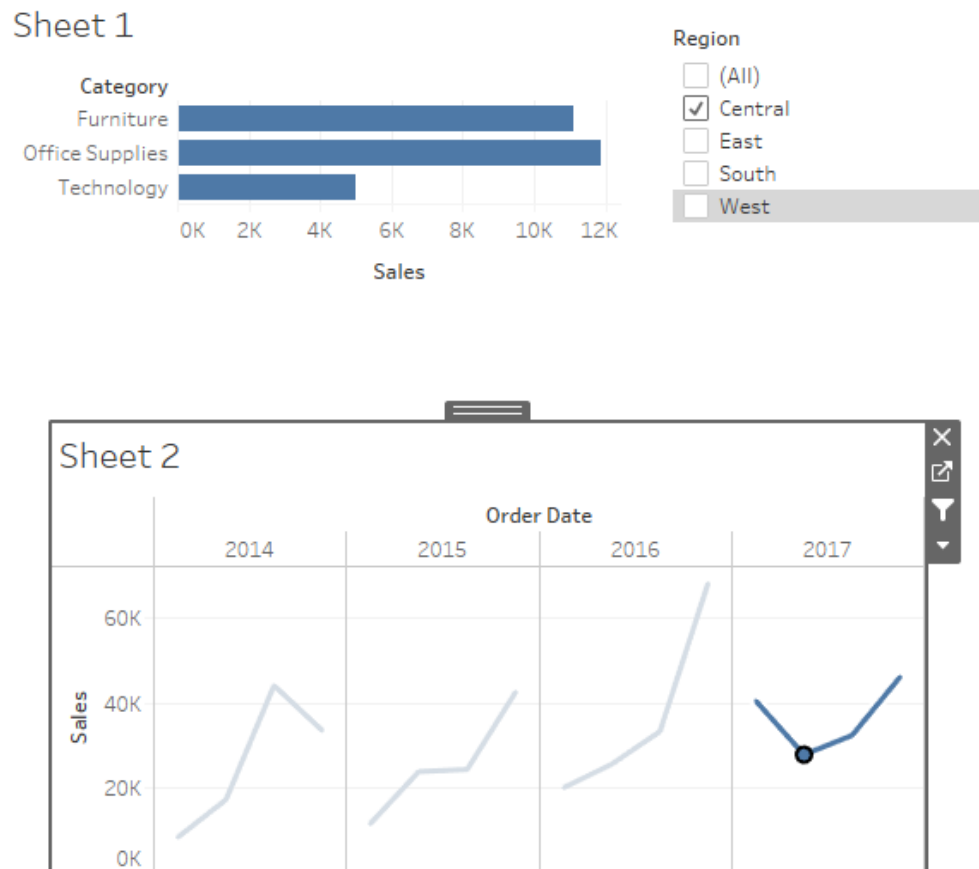 Sheet 1
Region
(All)
Central
East
South
West
Category
Furniture
Office Supplies
Technology
0K 2K 4K 6K 8K 10K 12K
Sales
Sheet 2
Order Date
2014 2015 2016 2017
60K
40K
20K
0K
Sales